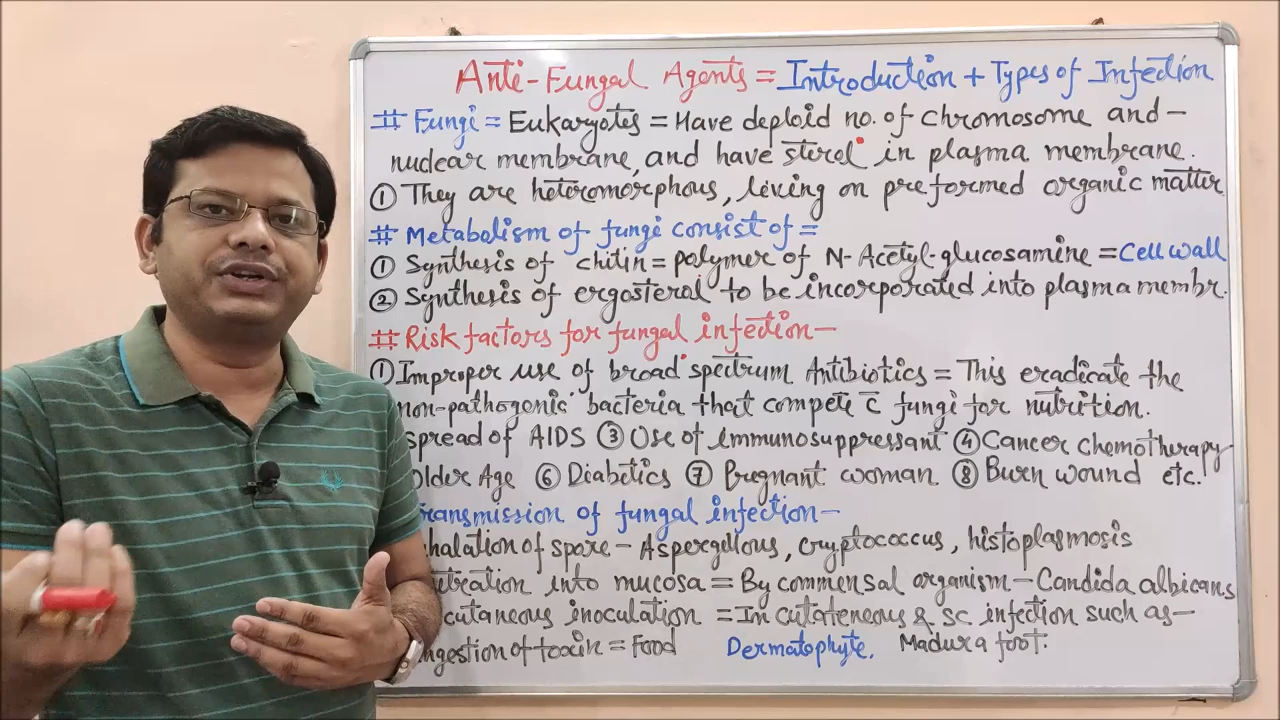 Anti-Fungal Agents = Introduction + Types of Infection
# Fungi = Eukaryotes = Have deploid no. of chromosome and -
nuclear membrane, and have sterol in plasma membrane.
① They are heteromorphous, living on preformed organic matter
# Metabolism of fungi consist of =
① Synthesis of chitin = polymer of N-Acetyl-glucosamine = Cell wall
② Synthesis of ergosterol to be incorporated into plasma membr.
# Risk factors for fungal infection -
① Improper use of broad spectrum Antibiotics = This eradicate the
non-pathogenic bacteria that compete c̄ fungi for nutrition.
spread of AIDS ③ Use of immunosuppressant ④ Cancer chemotherapy
Older Age ⑥ Diabetics ⑦ Pregnant woman ⑧ Burn wound etc.
ransmission of fungal infection -
halation of spore - Aspergillous, cryptococcus, histoplasmosis
etration into mucosa = By commensal organism - Candida albicans
cutaneous inoculation = In cutateneous & sc infection such as -
ngestion of toxin = Food Dermatophyte, Madura foot.